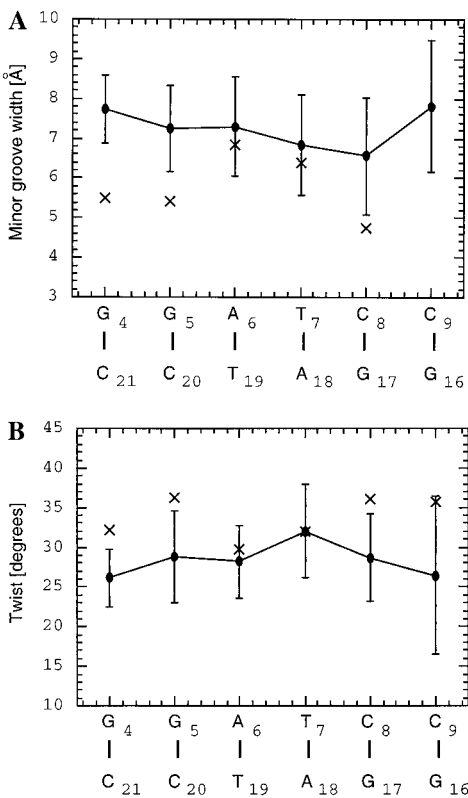 A
10
9
8
7
6
5
4
3
Minor groove width [Å]
G 4 G 5 A 6 T 7 C 8 C 9
C 21 C 20 T 19 A 18 G 17 G 16
B
45
40
35
30
25
20
15
10
Twist [degrees]
G 4 G 5 A 6 T 7 C 8 C 9
C 21 C 20 T 19 A 18 G 17 G 16